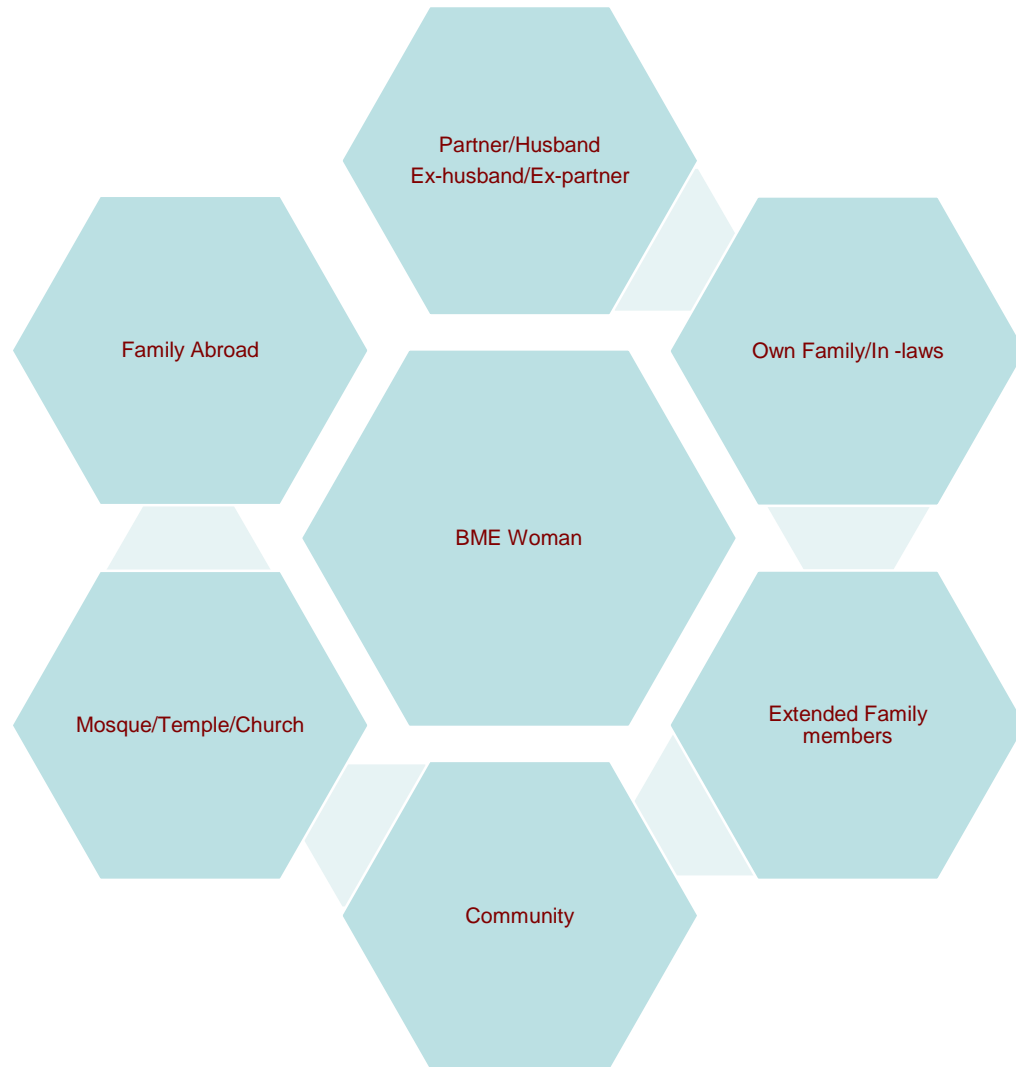 Partner/Husband
Ex-husband/Ex-partner
Family Abroad
Own Family/In -laws
BME Woman
Mosque/Temple/Church
Extended Family
members
Community